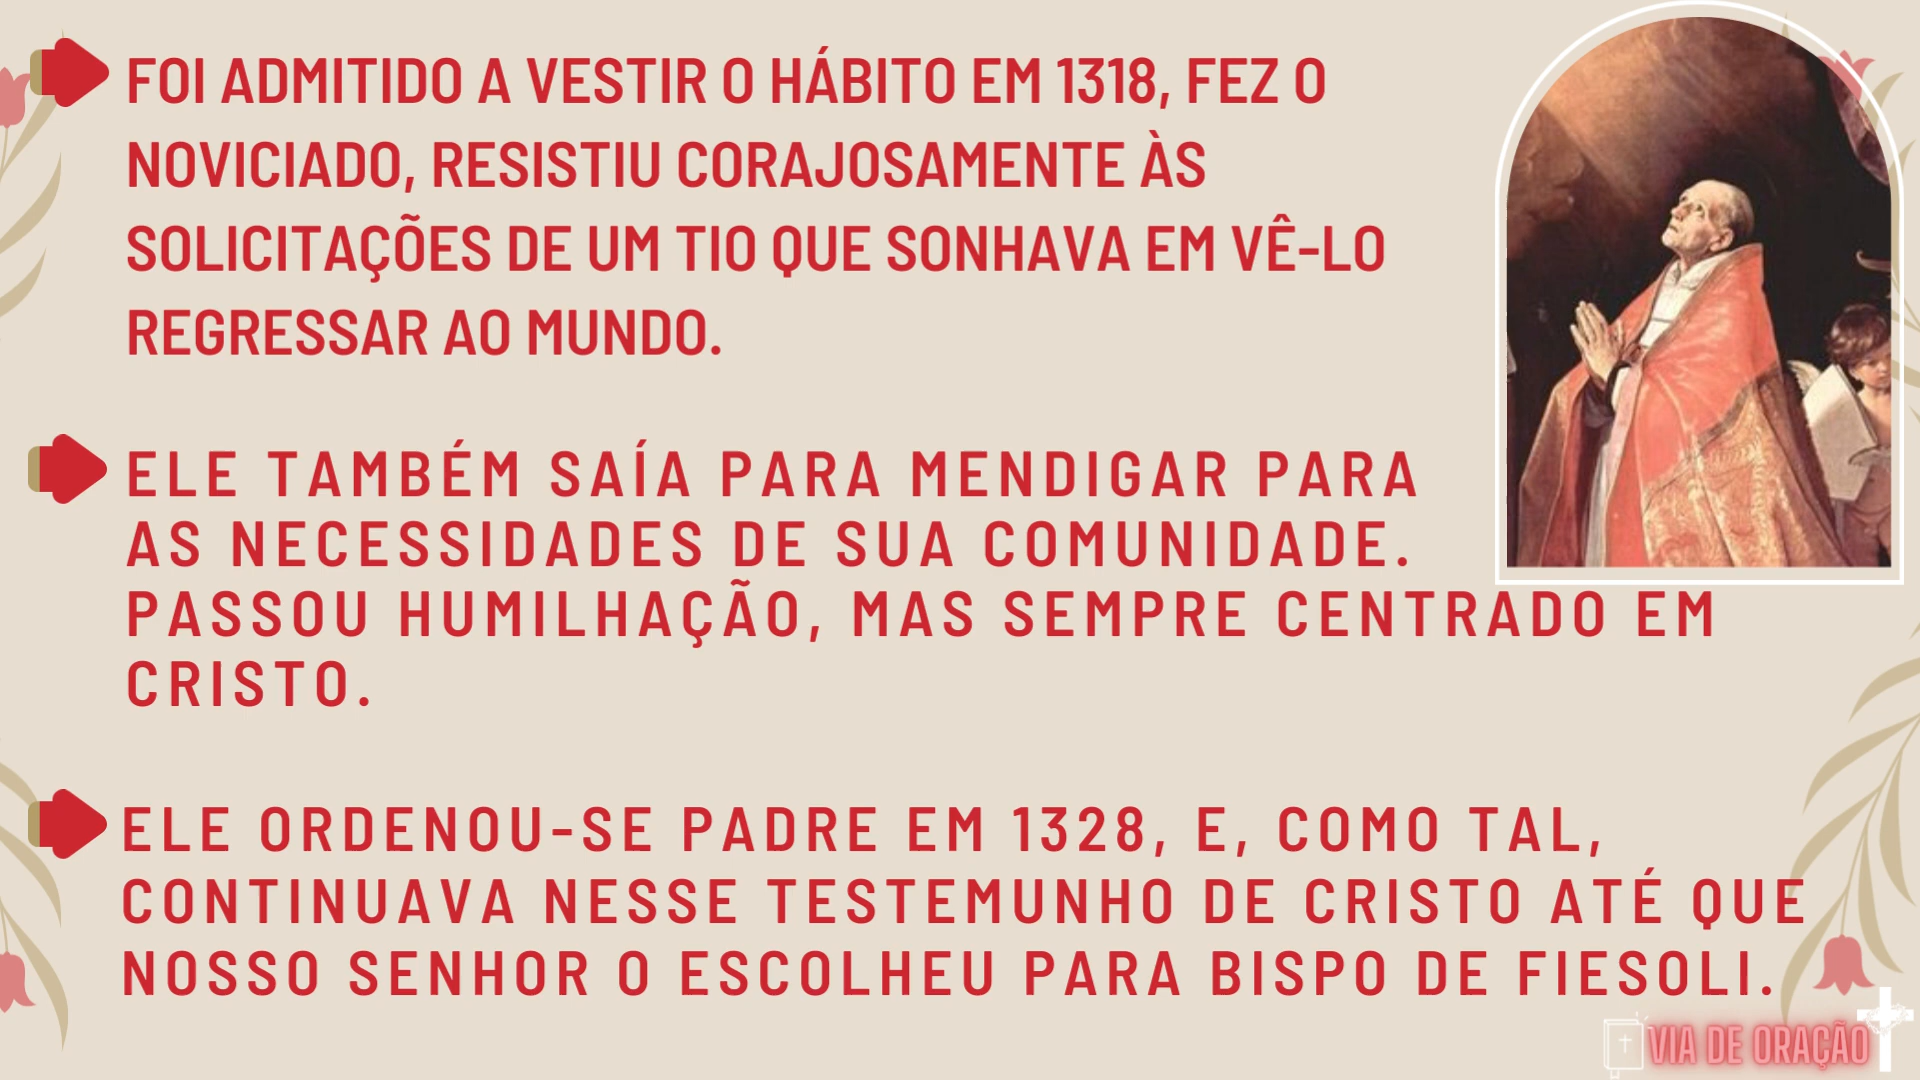 FOI ADMITIDO A VESTIR O HÁBITO EM 1318, FEZ O
NOVICIADO, RESISTIU CORAJOSAMENTE ÀS
SOLICITAÇÕES DE UM TIO QUE SONHAVA EM VÊ-LO
REGRESSAR AO MUNDO.
ELE TAMBÉM SAÍA PARA MENDIGAR PARA
AS NECESSIDADES DE SUA COMUNIDADE.
PASSOU HUMILHAÇÃO, MAS SEMPRE CENTRADO EM
CRISTO.
ELE ORDENOU-SE PADRE EM 1328, E, COMO TAL,
CONTINUAVA NESSE TESTEMUNHO DE CRISTO ATÉ QUE
NOSSO SENHOR O ESCOLHEU PARA BISPO DE FIESOLI.
VIA DE ORAÇÃO